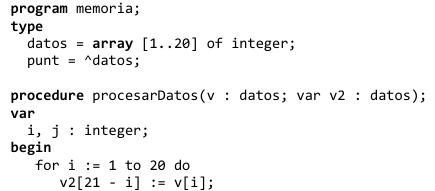 program memoria;
type
  datos = array [1..20] of integer;
  punt = ^datos;

procedure procesarDatos(v : datos; var v2 : datos);
var
  i, j : integer;
begin
   for i := 1 to 20 do
      v2[21 - i] := v[i];